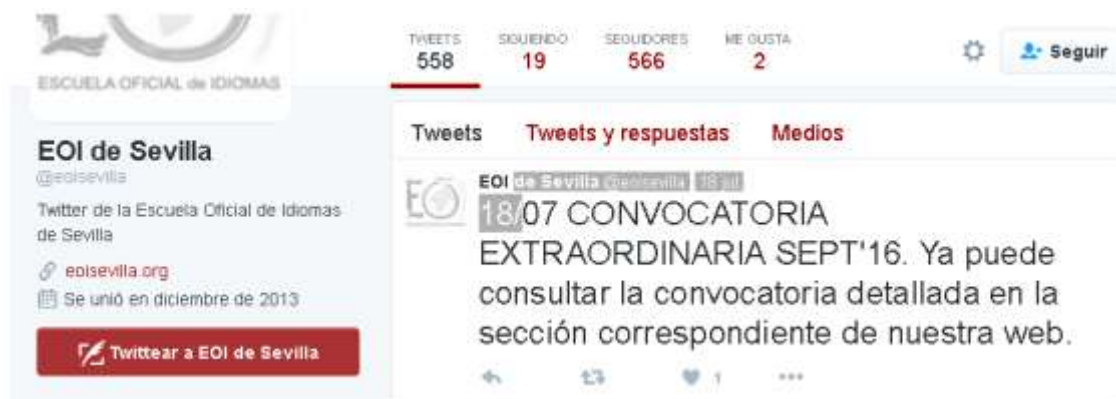 ESCUELA OFICIAL de IDIOMAS
EOI de Sevilla
@eoisevilla
Twitter de la Escuela Oficial de Idiomas
de Sevilla
eoisevilla.org
Se unió en diciembre de 2013
Twittear a EOI de Sevilla
TWEETS SIGUIENDO SEGUIDORES ME GUSTA
558 19 566 2
Seguir
Tweets Tweets y respuestas Medios
EOI de Sevilla @eoisevilla 18 jul.
18/07 CONVOCATORIA
EXTRAORDINARIA SEPT'16. Ya puede
consultar la convocatoria detallada en la
sección correspondiente de nuestra web.
1